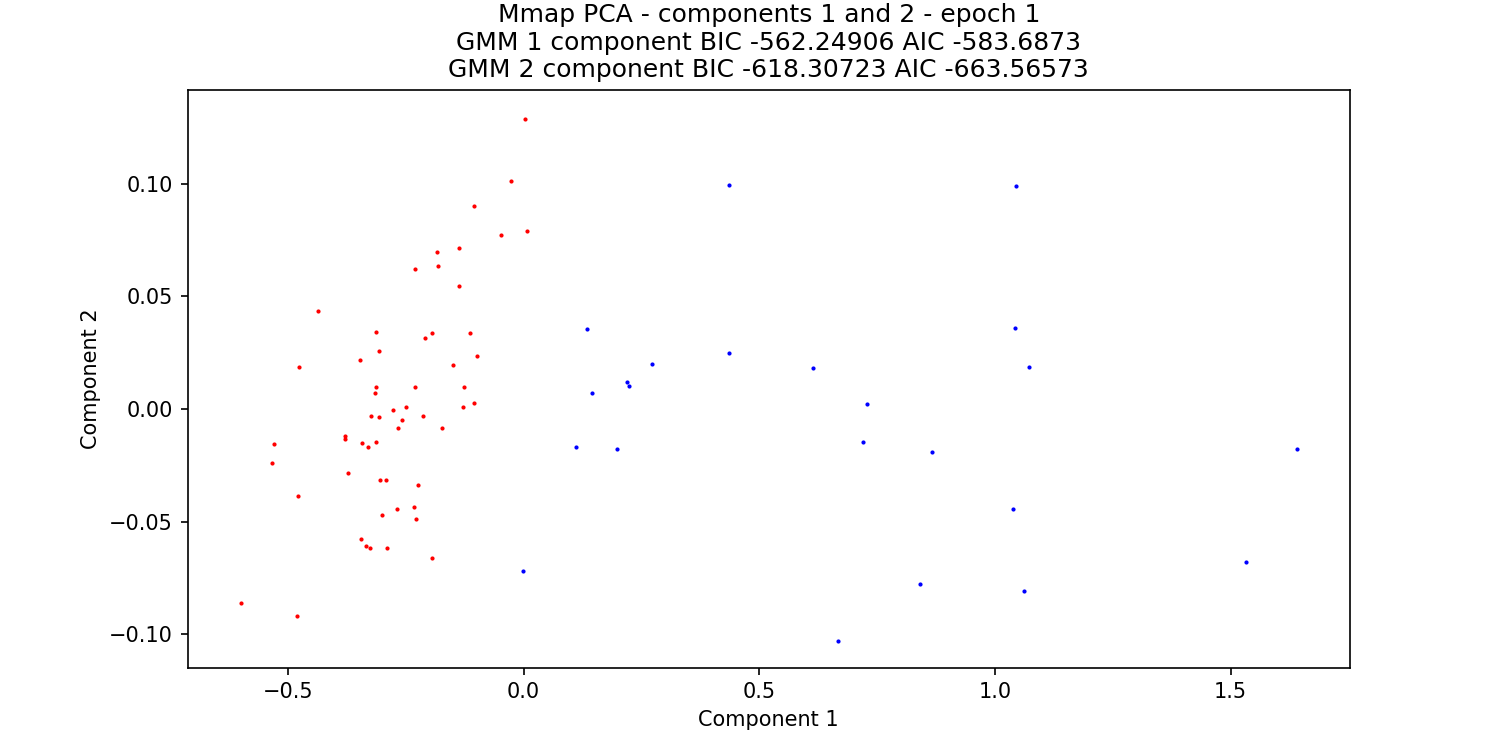 Mmap PCA - components 1 and 2 - epoch 1
GMM 1 component BIC -562.24906 AIC -583.6873
GMM 2 component BIC -618.30723 AIC -663.56573
0.10
0.05
0.00
−0.05
−0.10
Component 2
−0.5
0.0
0.5
1.0
1.5
Component 1